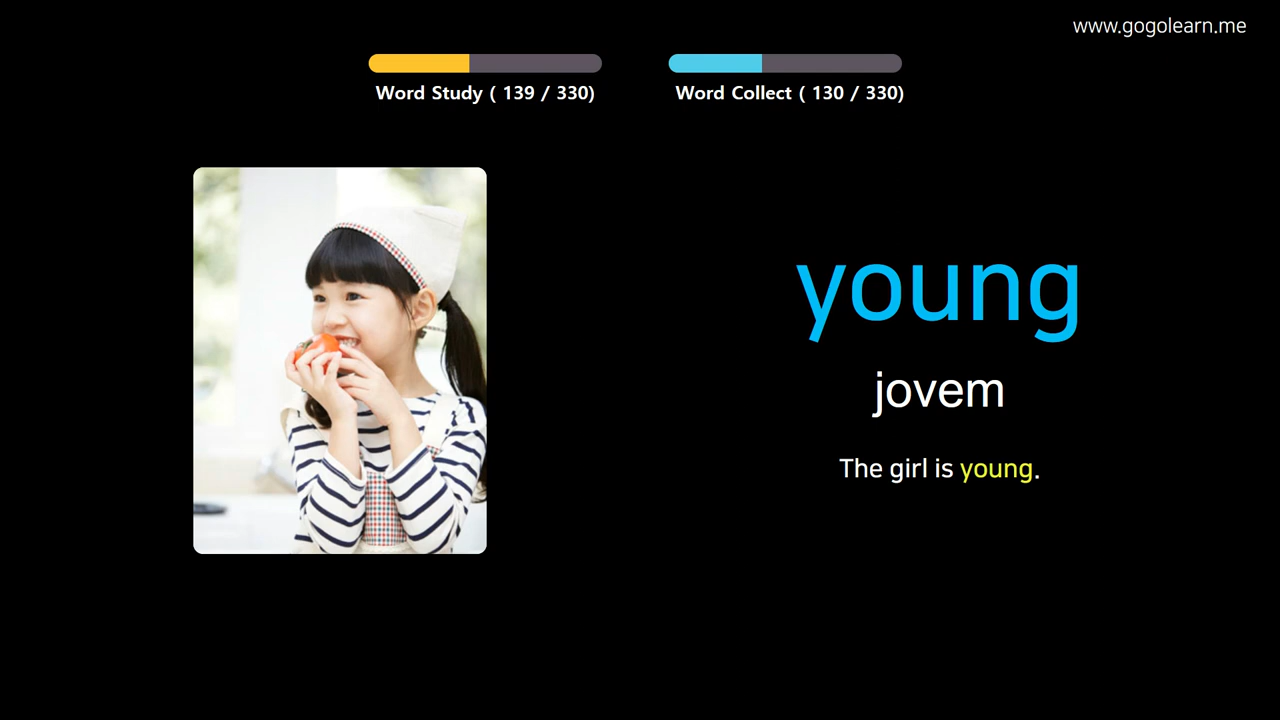 www.gogolearn.me
Word Study ( 139 / 330)
Word Collect ( 130 / 330)
young
jovem
The girl is young.